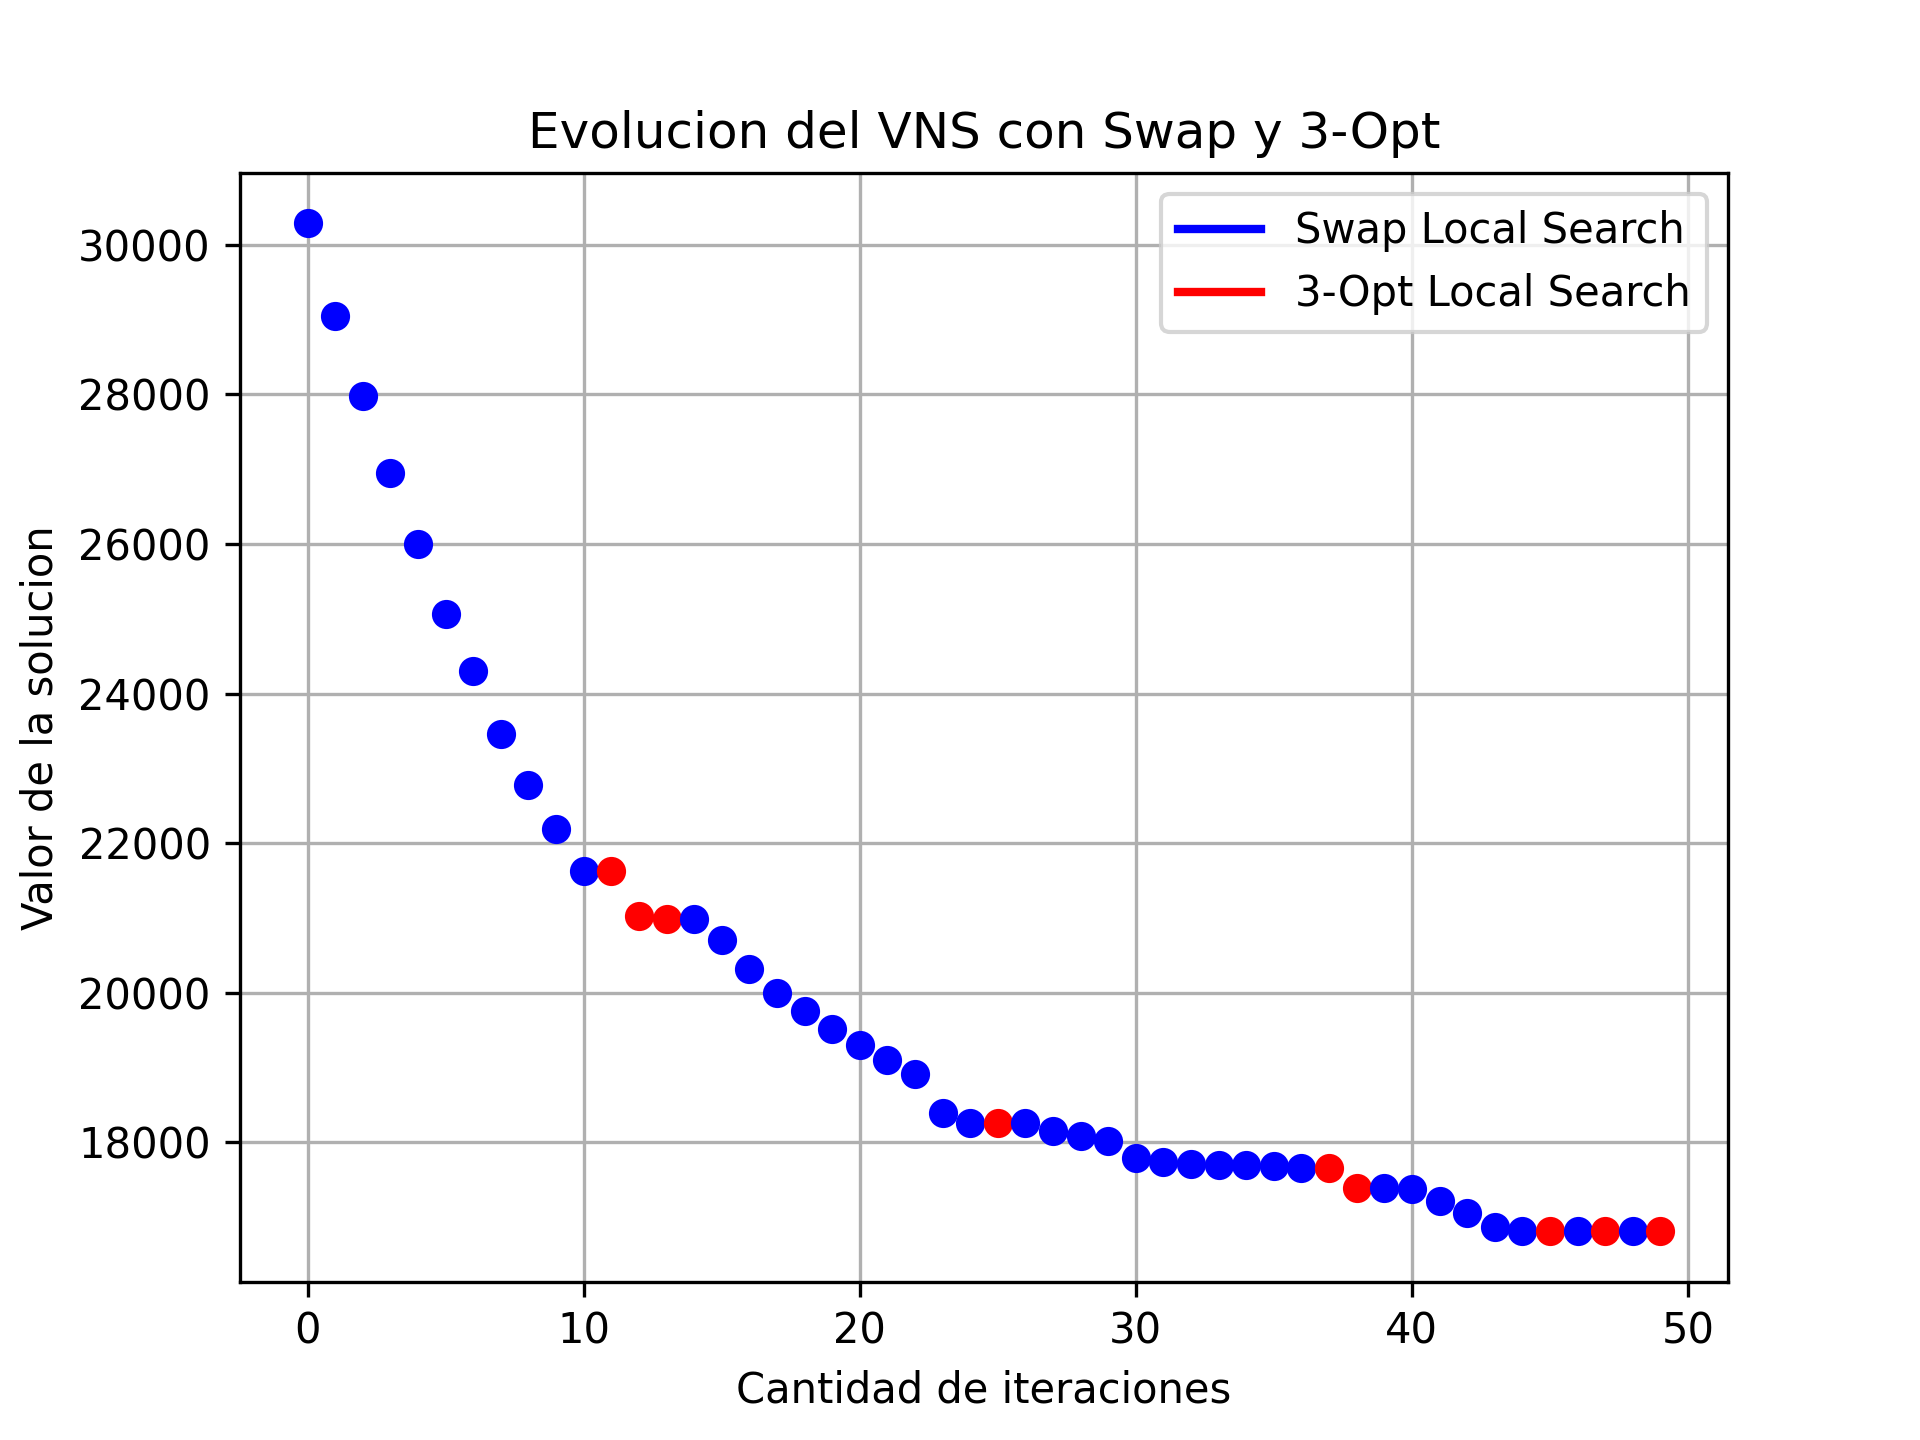 Evolucion del VNS con Swap y 3-Opt
Swap Local Search
3-Opt Local Search
Valor de la solucion
30000
28000
26000
24000
22000
20000
18000
0 10 20 30 40 50
Cantidad de iteraciones